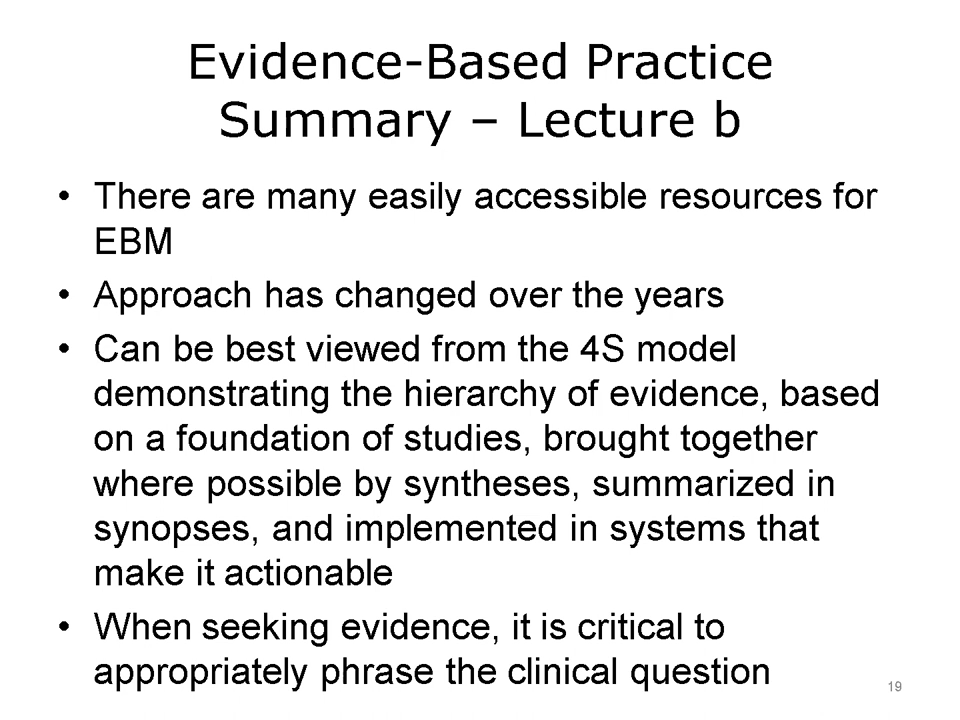 Evidence-Based Practice
Summary – Lecture b
• There are many easily accessible resources for
EBM
• Approach has changed over the years
• Can be best viewed from the 4S model
demonstrating the hierarchy of evidence, based
on a foundation of studies, brought together
where possible by syntheses, summarized in
synopses, and implemented in systems that
make it actionable
• When seeking evidence, it is critical to
appropriately phrase the clinical question
19